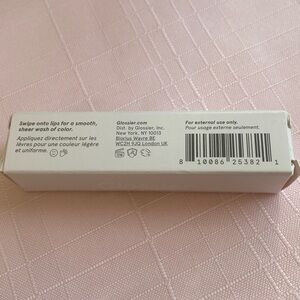 Swipe onto lips for a smooth,
sheer wash of color.
Appliquez directement sur les
lèvres pour une couleur légère
et uniforme.
Glossier.com
Dist. by Glossier, Inc.
New York, NY 10013
Biorius Wavre BE
WC2H 9JQ London UK
For external use only.
Pour usage externe seulement.
8 10086 25382 1